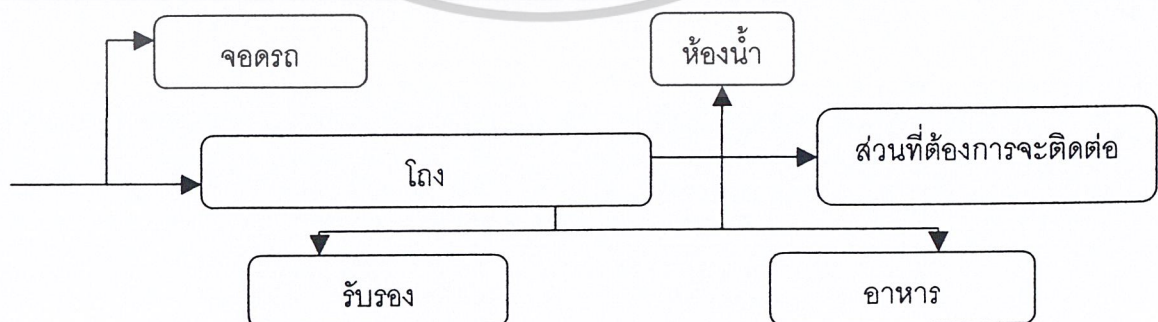 จอดรถ
ห้องน้ำ
ส่วนที่ต้องการจะติดต่อ
โถง
รับรอง
อาหาร